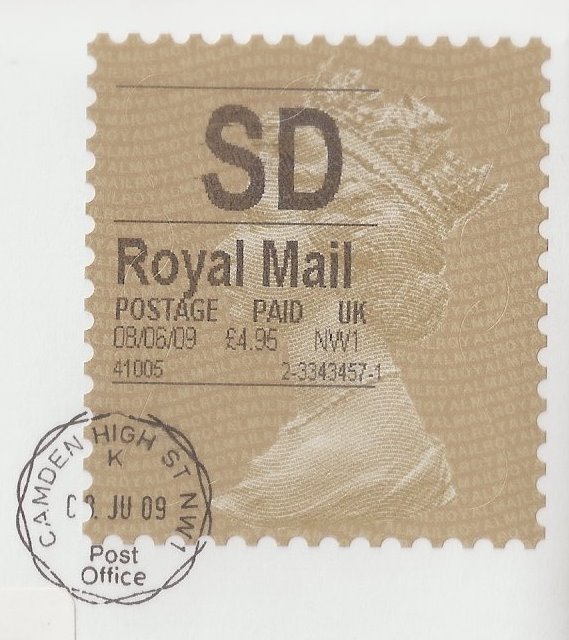 SD
Royal Mail
POSTAGE PAID UK
08/06/09 £4.95 NW1
41005 2-3343457-1
CAMDEN HIGH ST NW1
K
JU 09
Post
Office